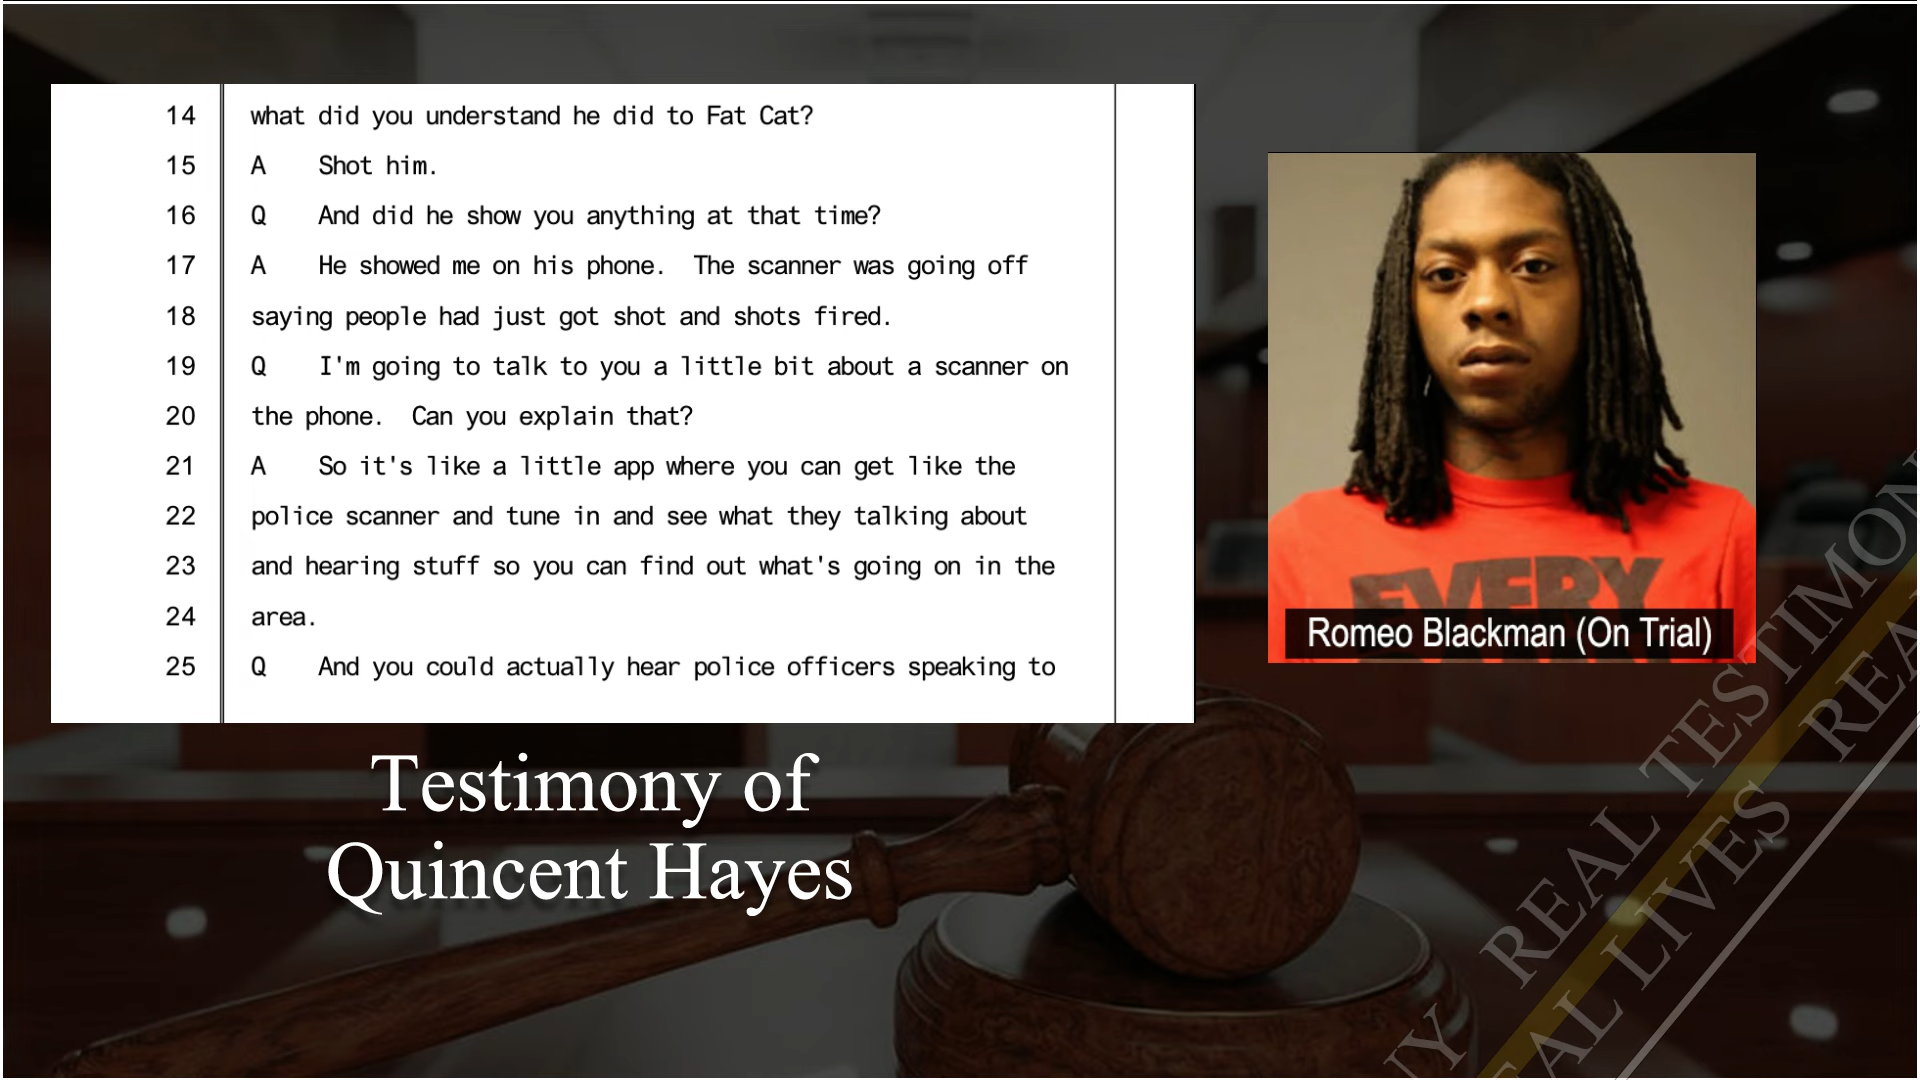 14 what did you understand he did to Fat Cat?
15 A Shot him.
16 Q And did he show you anything at that time?
17 A He showed me on his phone. The scanner was going off
18 saying people had just got shot and shots fired.
19 Q I'm going to talk to you a little bit about a scanner on
20 the phone. Can you explain that?
21 A So it's like a little app where you can get like the
22 police scanner and tune in and see what they talking about
23 and hearing stuff so you can find out what's going on in the
24 area.
25 Q And you could actually hear police officers speaking to
EVERY
Romeo Blackman (On Trial)
Testimony of
Quincent Hayes
REAL TESTIMON
REAL LIVES REA